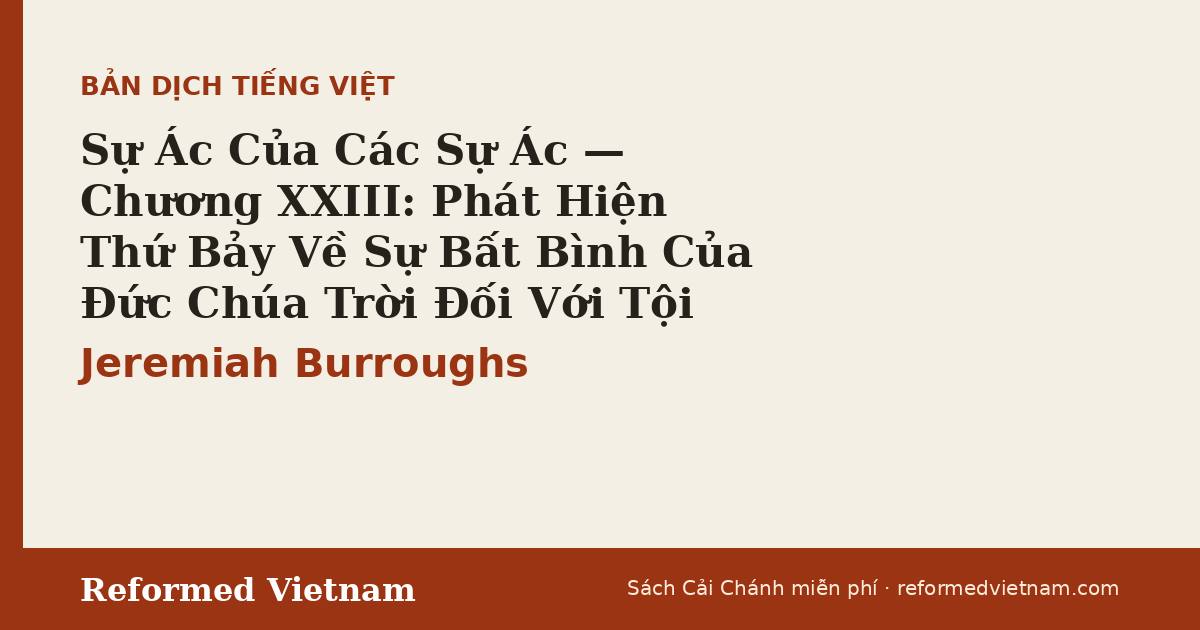 BẢN DỊCH TIẾNG VIỆT
Sự Ác Của Các Sự Ác —
Chương XXIII: Phát Hiện
Thứ Bảy Về Sự Bất Bình Của
Đức Chúa Trời Đối Với Tội
Jeremiah Burroughs
Reformed Vietnam
Sách Cải Chánh miễn phí · reformedvietnam.com